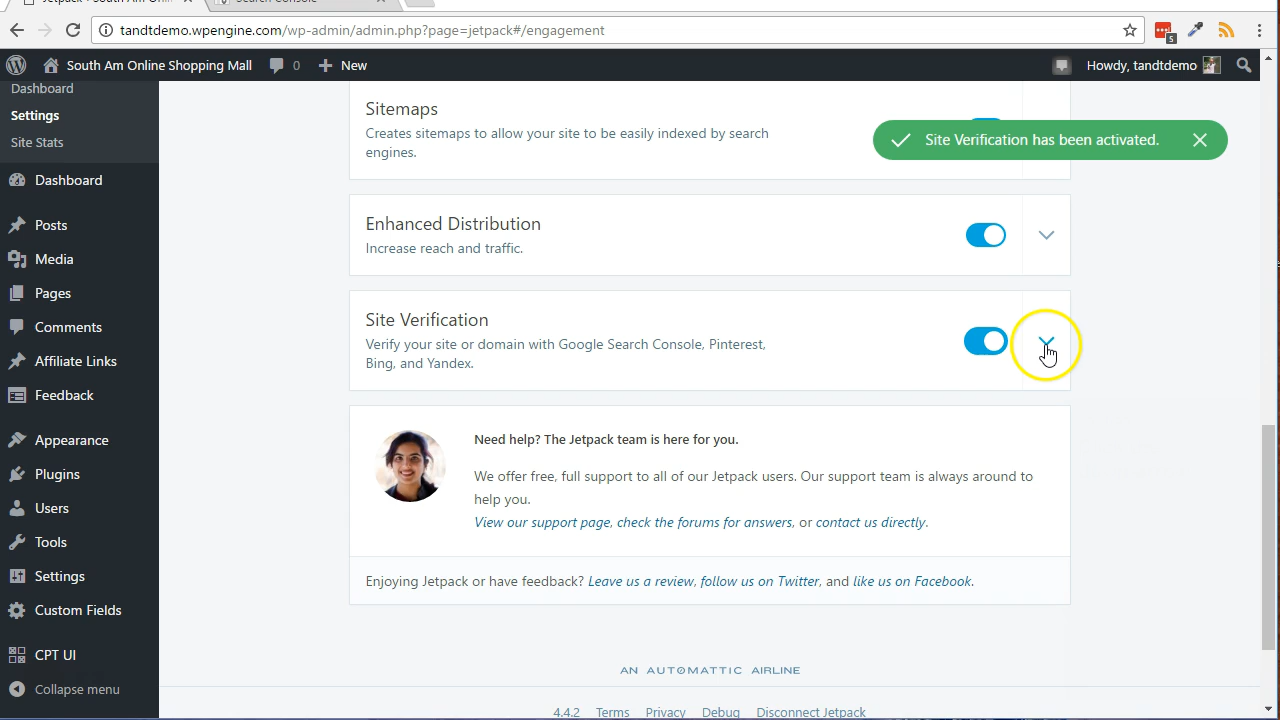 Jetpack ‹ South Am Onli
Search Console
tandtdemo.wpengine.com/wp-admin/admin.php?page=jetpack#/engagement
5
South Am Online Shopping Mall
0
New
Howdy, tandtdemo
Dashboard
Settings
Site Stats
Dashboard
Posts
Media
Pages
Comments
Affiliate Links
Feedback
Appearance
Plugins
Users
Tools
Settings
Custom Fields
CPT UI
Collapse menu
Sitemaps
Creates sitemaps to allow your site to be easily indexed by search
engines.
Site Verification has been activated.
Enhanced Distribution
Increase reach and traffic.
Site Verification
Verify your site or domain with Google Search Console, Pinterest,
Bing, and Yandex.
Need help? The Jetpack team is here for you.
We offer free, full support to all of our Jetpack users. Our support team is always around to
help you.
View our support page, check the forums for answers, or contact us directly.
Enjoying Jetpack or have feedback? Leave us a review, follow us on Twitter, and like us on Facebook.
AN AUTOMATTIC AIRLINE
4.4.2 Terms Privacy Debug Disconnect Jetpack